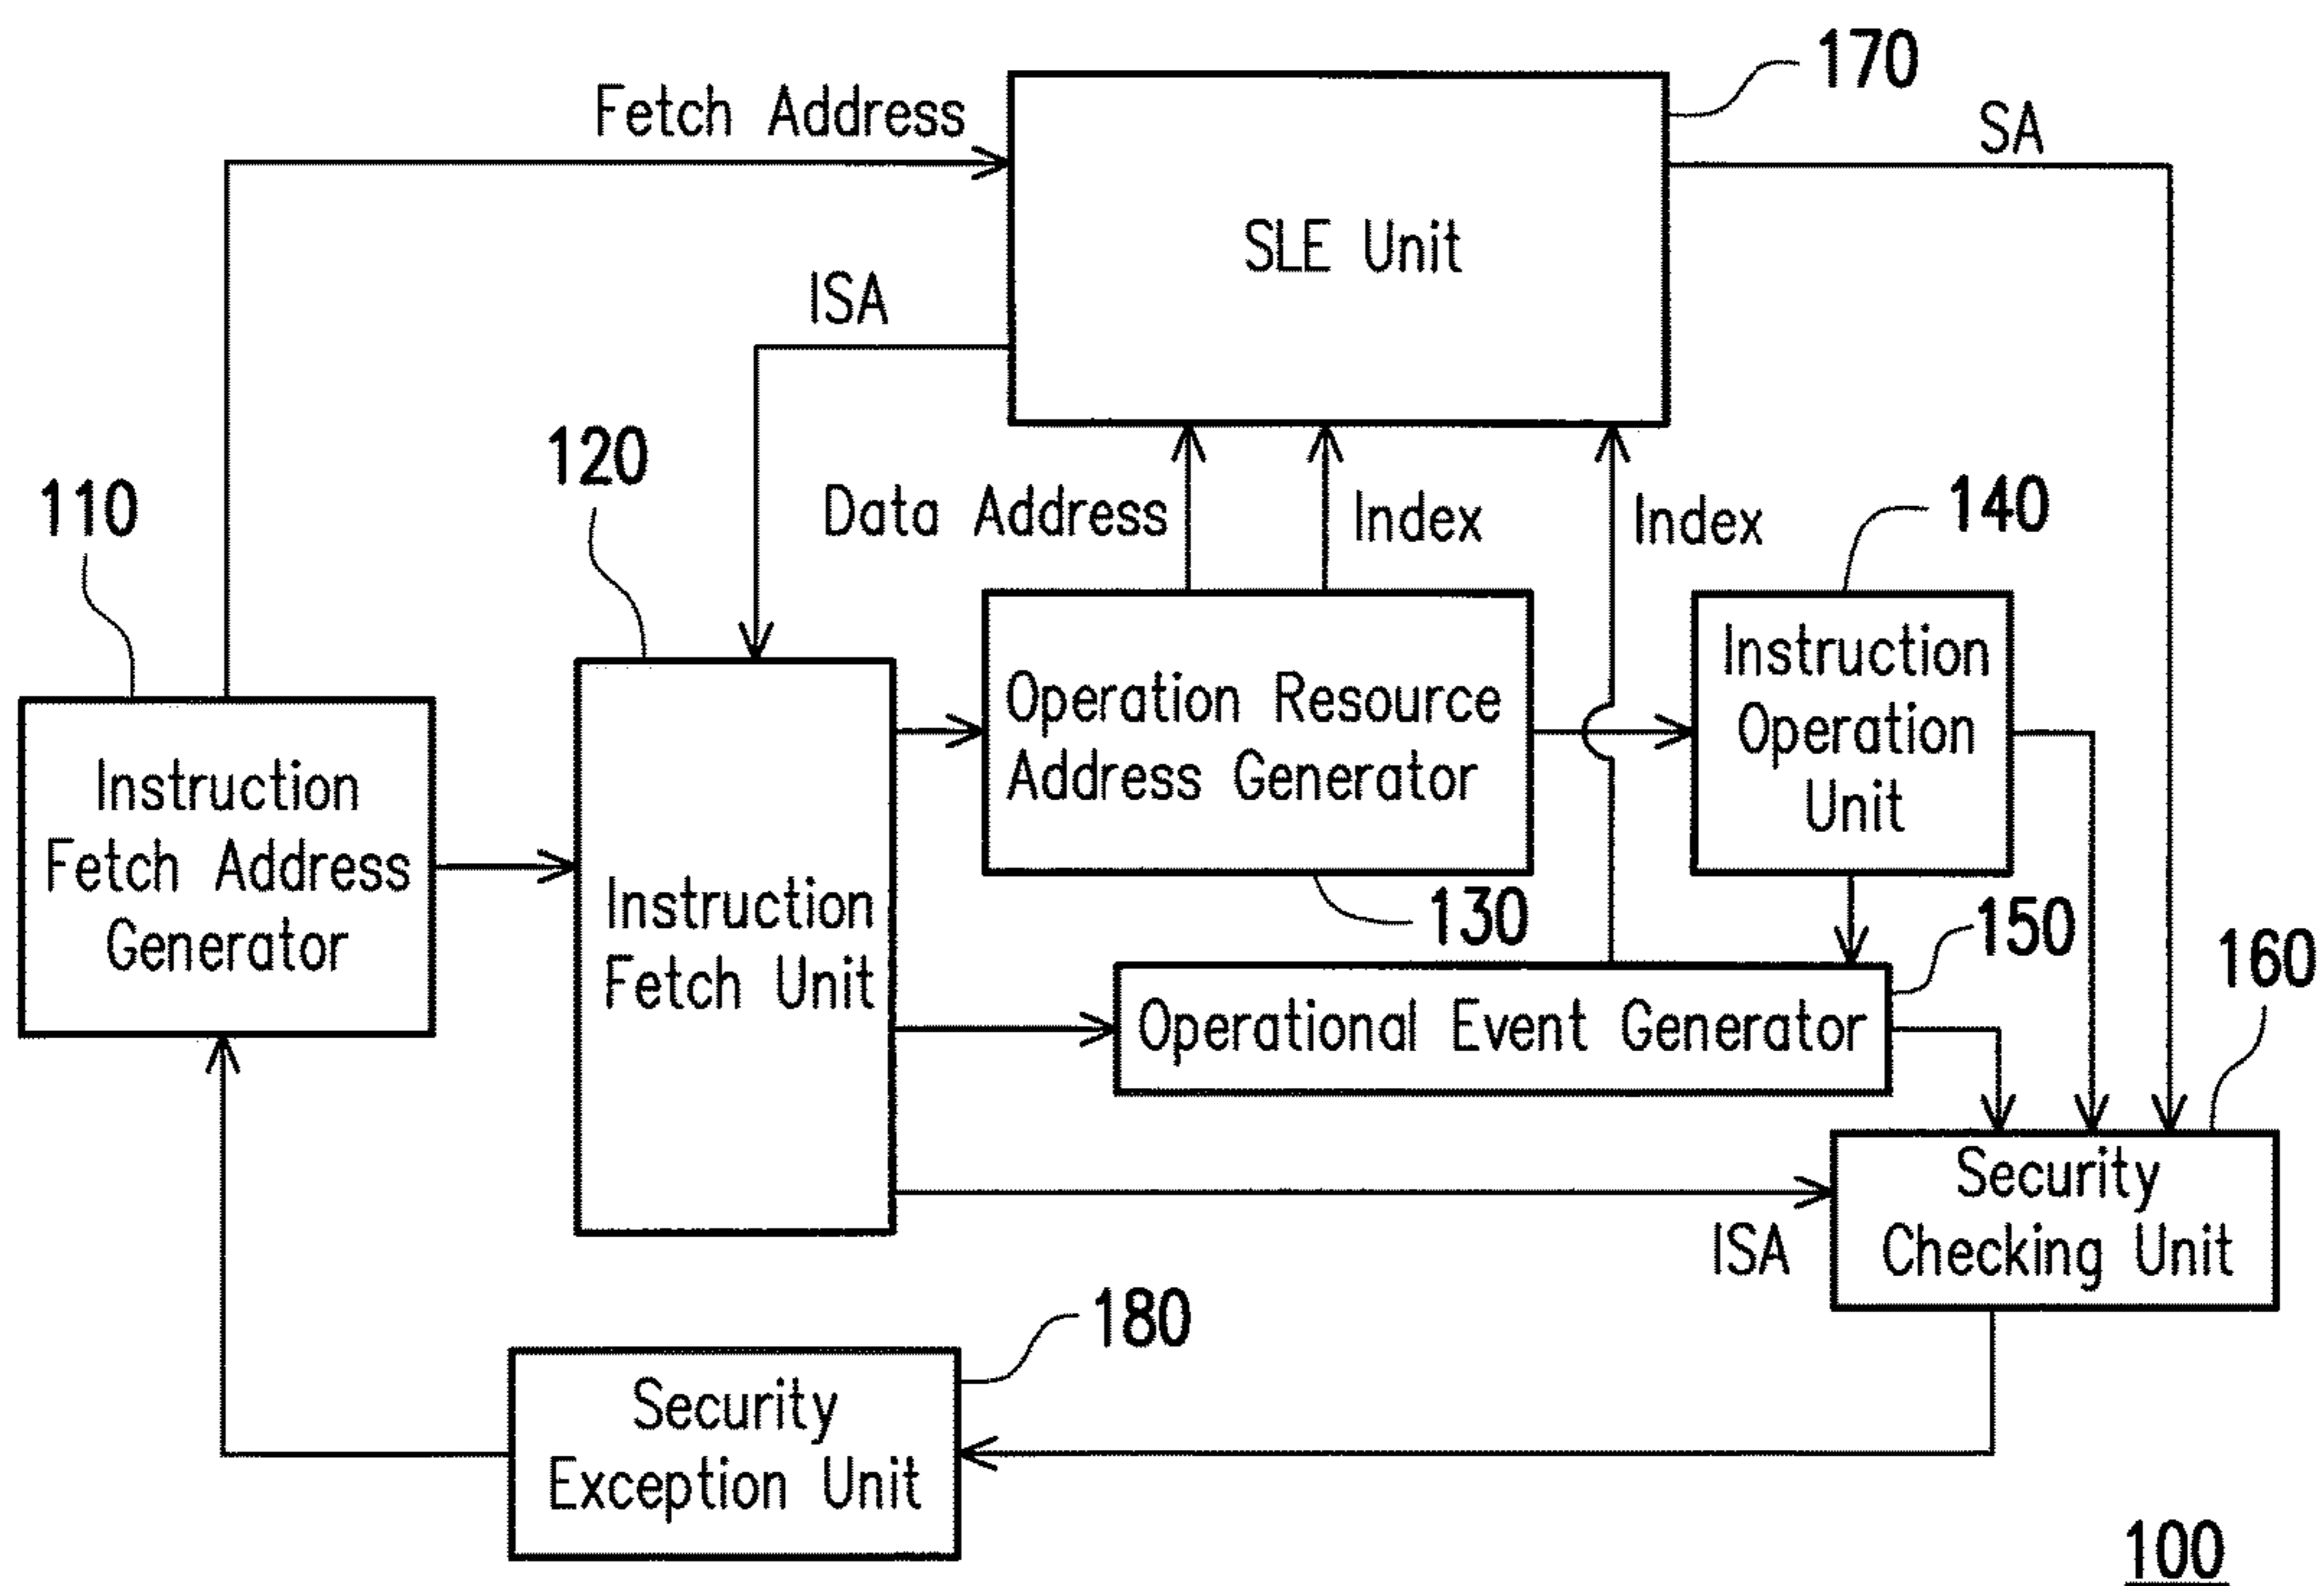 170
Fetch Address
SA
SLE Unit
ISA
120
110
Data Address
Index
Index
140
Instruction
Operation
Unit
Operation Resource
Address Generator
Instruction
Fetch Address
Generator
Instruction
Fetch Unit
130
150
160
Operational Event Generator
Security
Checking Unit
ISA
180
Security
Exception Unit
100